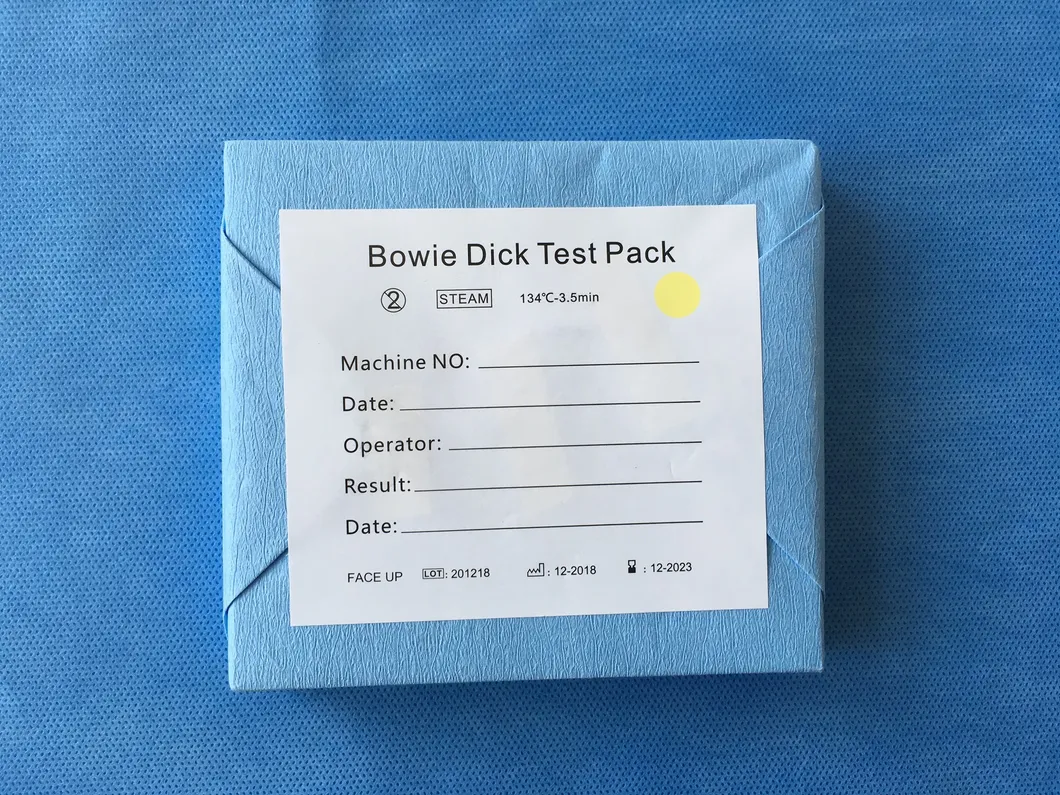 Bowie Dick Test Pack
2 STEAM 134℃-3.5min
Machine NO:
Date:
Operator:
Result:
Date:
FACE UP LOT: 201218 : 12-2018 : 12-2023